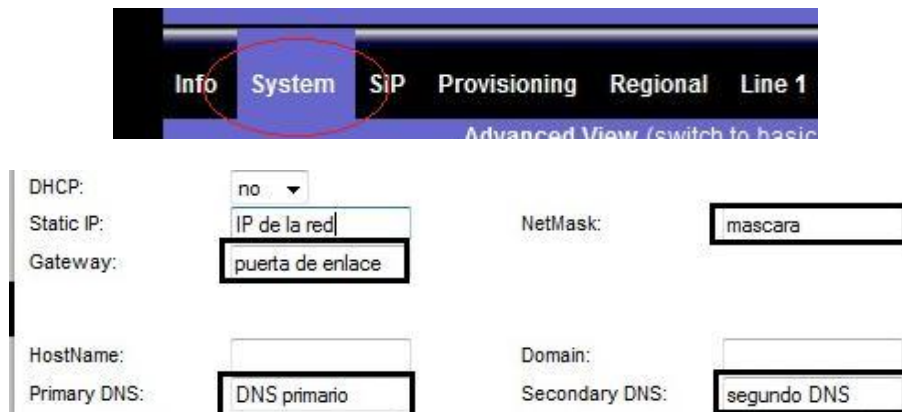 Info System SiP Provisioning Regional Line 1
Advanced View (switch to basic
DHCP: no
Static IP: IP de la red NetMask: mascara
Gateway: puerta de enlace
HostName: Domain:
Primary DNS: DNS primario Secondary DNS: segundo DNS